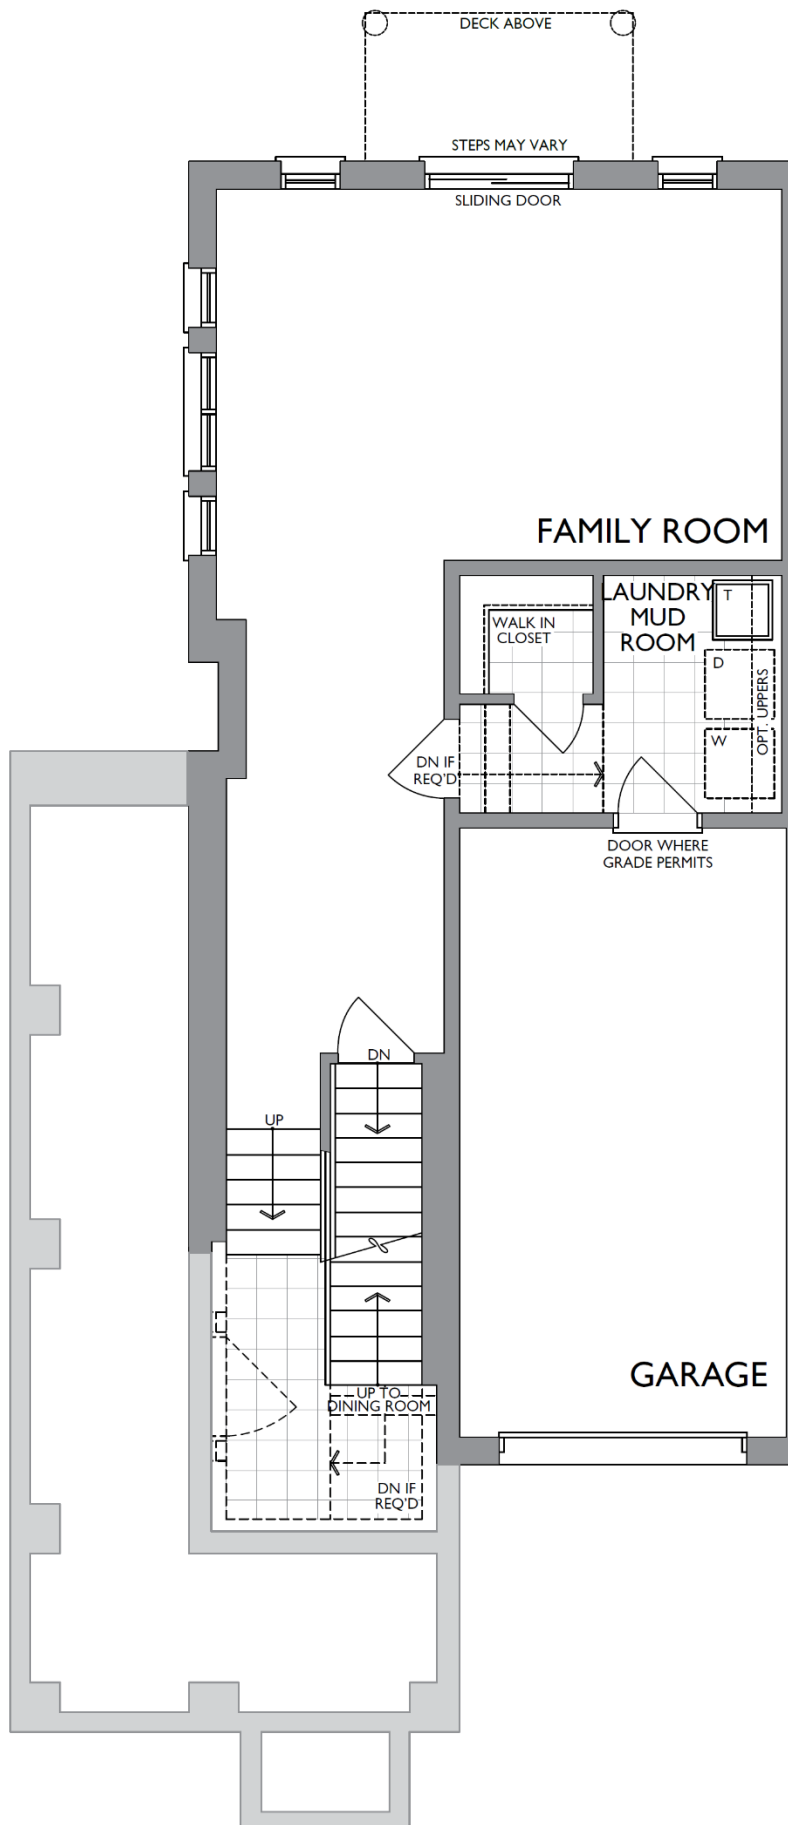 DECK ABOVE
STEPS MAY VARY
SLIDING DOOR
FAMILY ROOM
LAUNDRY
MUD
ROOM
T
WALK IN
CLOSET
D
OPT. UPPERS
W
DN IF
REQ'D
DOOR WHERE
GRADE PERMITS
DN
UP
GARAGE
UP TO
DINING ROOM
DN IF
REQ'D